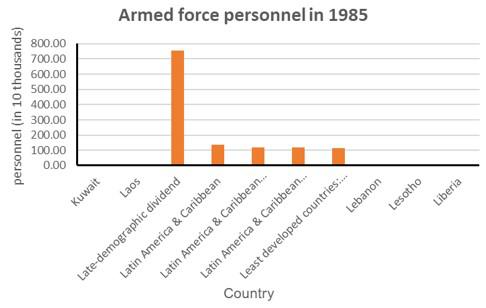 Armed force personnel in 1985
personnel (in 10 thousands)
800.00
700.00
600.00
500.00
400.00
300.00
200.00
100.00
0.00
Kuwait
Laos
Late-demographic dividend
Latin America & Caribbean
Latin America & Caribbean...
Latin America & Caribbean...
Least developed countries:...
Lebanon
Lesotho
Liberia
Country